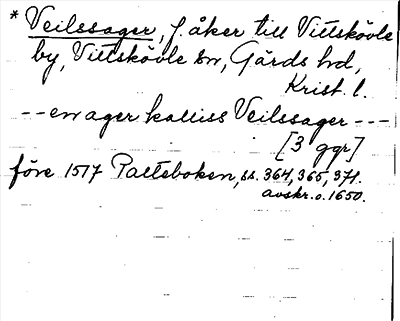 * Veilssager, f. åker till Vittskövle
by, Vittskövle sn, Gärds hd,
Krist. l.
-- en ager kalliss Veilssager ---
[3 ggr]
före 1517 Palteboken, ss. 364, 365, 371.
avskr. o. 1650.